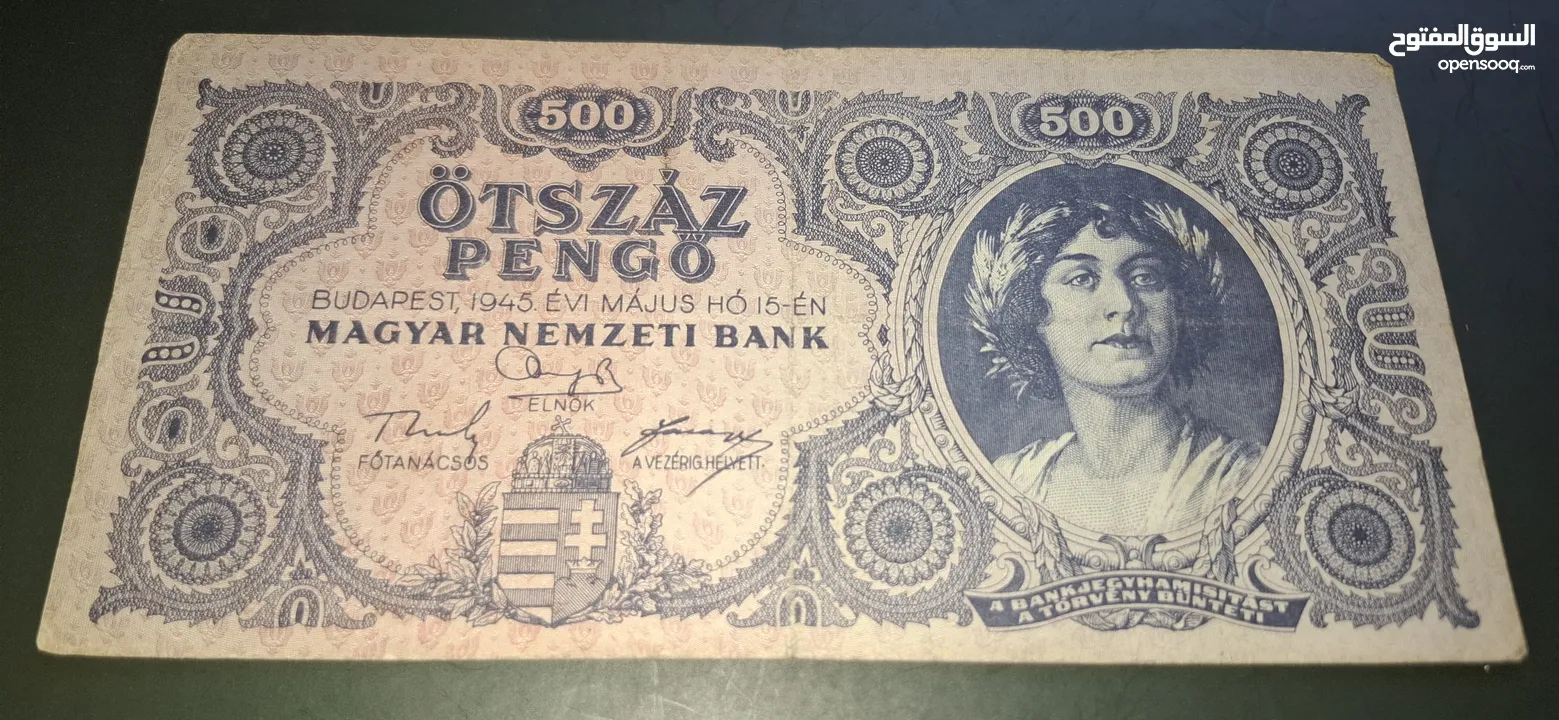 السوق المفتوح
opensooq.com
500
500
ÖTSZÁZ
PENGŐ
BUDAPEST, 1945. ÉVI MÁJUS HÓ 15-ÉN
MAGYAR NEMZETI BANK
ELNÖK
FŐTANÁCSOS
A VEZÉRIG. HELYETT.
A BANKJEGYHAMISÍTÁST
A TÖRVÉNY BÜNTETI